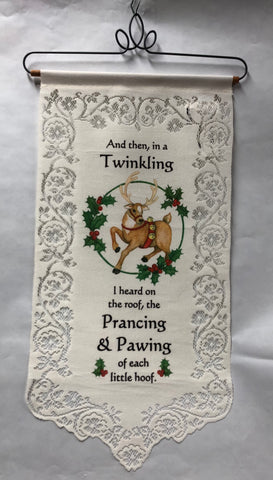 And then, in a
Twinkling
I heard on
the roof, the
Prancing
& Pawing
of each
little hoof.